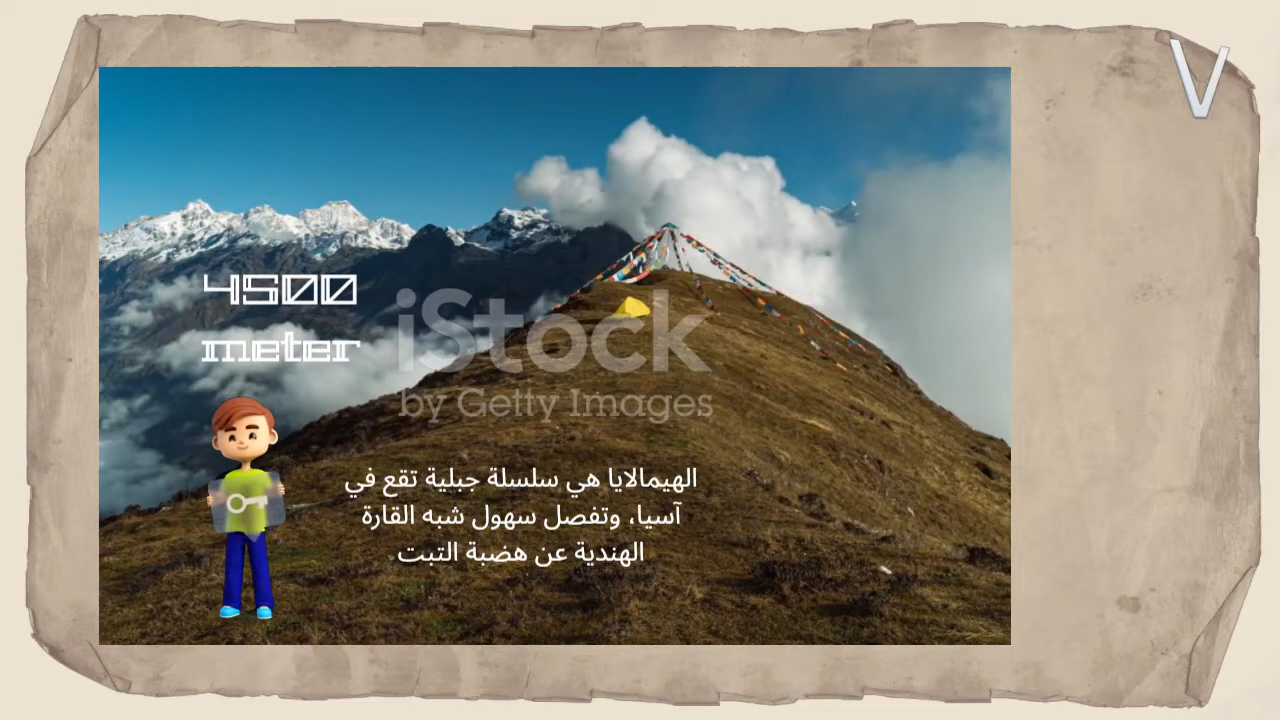 V
4500
meter
iStock
by Getty Images
الهيمالايا هي سلسلة جبلية تقع في
آسيا، وتفصل سهول شبه القارة
الهندية عن هضبة التبت